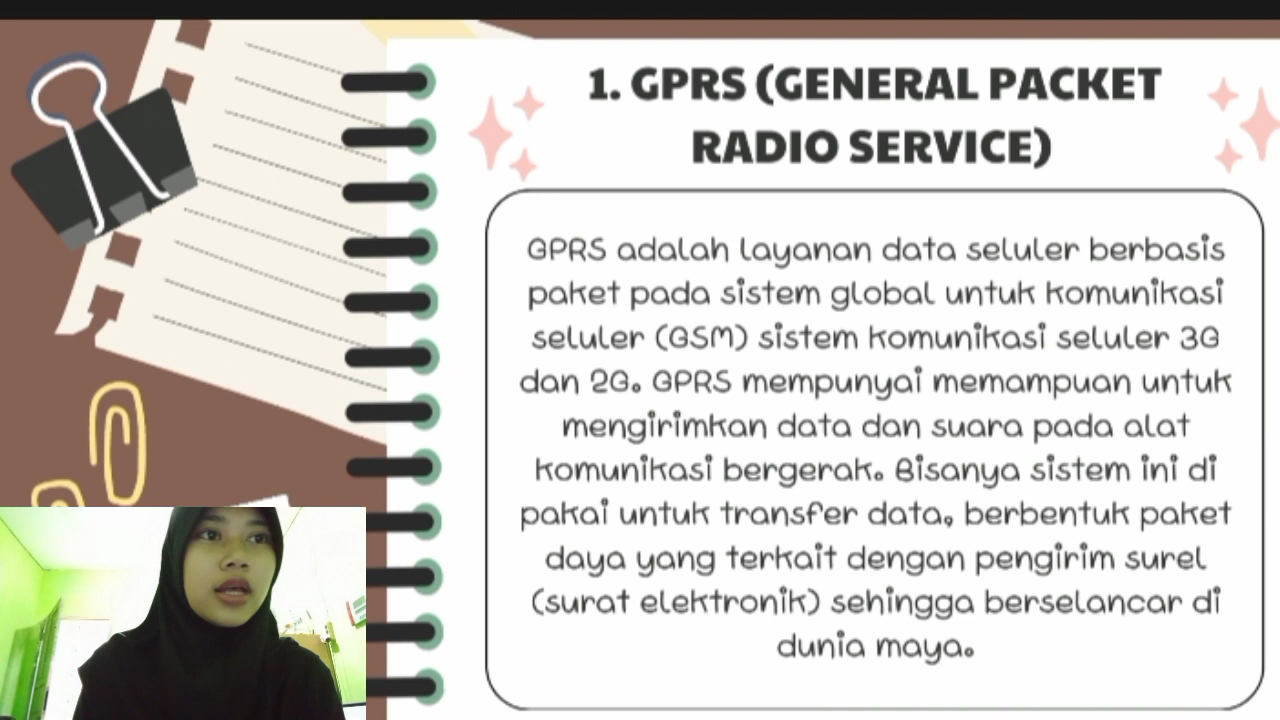 1. GPRS (GENERAL PACKET
RADIO SERVICE)
GPRS adalah layanan data seluler berbasis
paket pada sistem global untuk komunikasi
seluler (GSM) sistem komunikasi seluler 3G
dan 2G. GPRS mempunyai memampuan untuk
mengirimkan data dan suara pada alat
komunikasi bergerak. Bisanya sistem ini di
pakai untuk transfer data, berbentuk paket
daya yang terkait dengan pengirim surel
(surat elektronik) sehingga berselancar di
dunia maya.